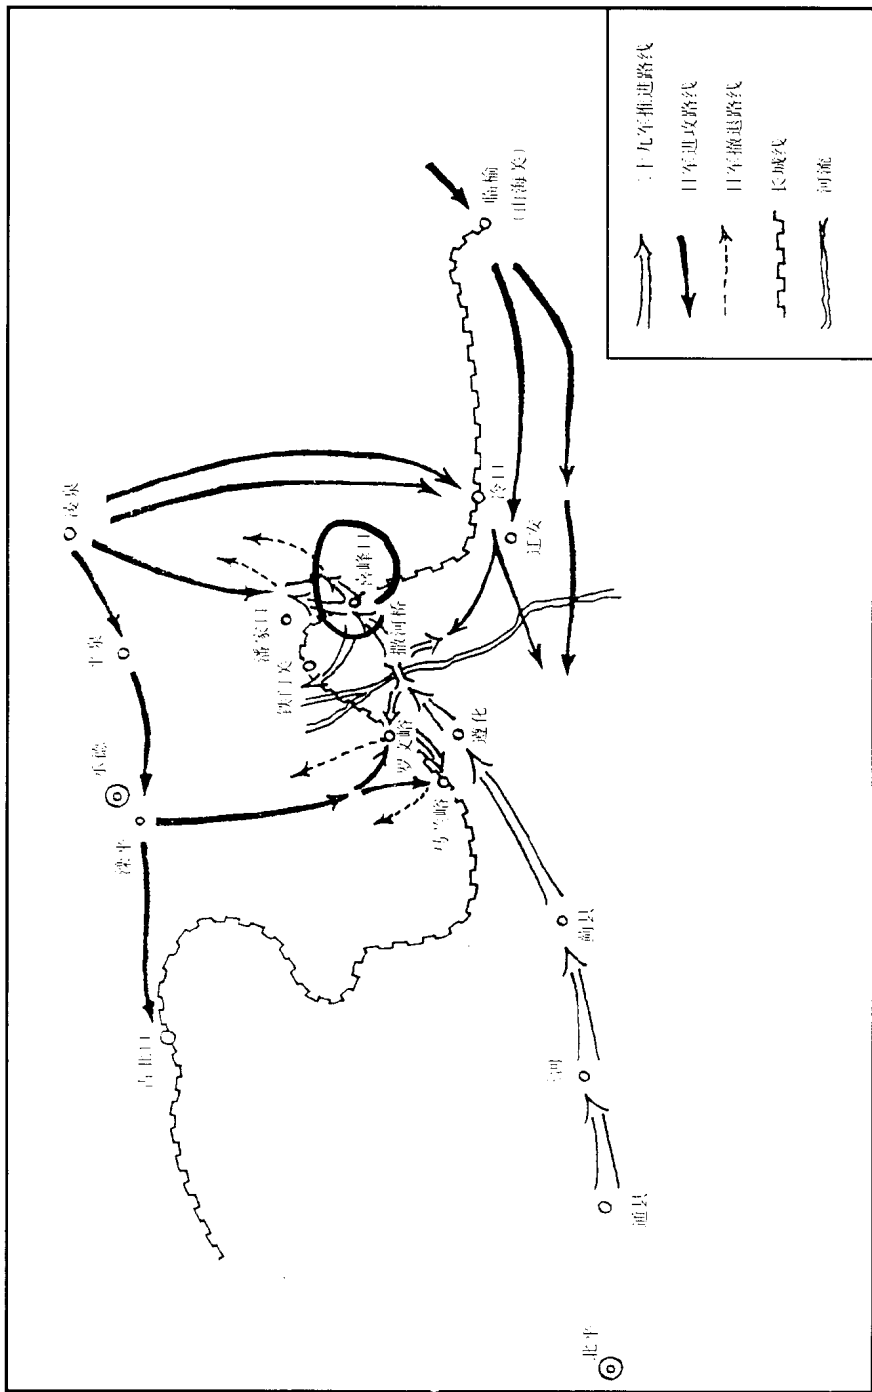 二十九军推进路线
日军进攻路线
日军撤退路线
长城线
河流
凌泉
平泉
承德
滦平
古北口
潘家口
喜峰口
铁门关
撒河桥
罗文峪
马兰峪
遵化
冷口
迁安
临榆
(山海关)
蓟县
三河
通县
北平